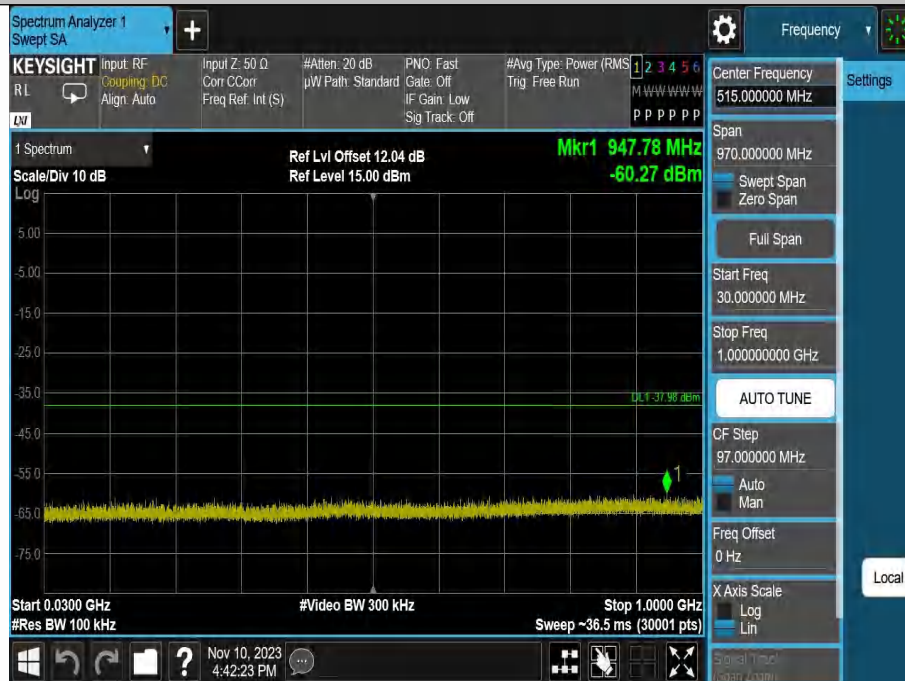 Spectrum Analyzer 1
Swept SA
+
Frequency
KEYSIGHT
RL
LXI
Input: RF
Coupling: DC
Align: Auto
Input Z: 50 Ω
Corr CCorr
Freq Ref: Int (S)
#Atten: 20 dB
µW Path: Standard
PNO: Fast
Gate: Off
IF Gain: Low
Sig Track: Off
#Avg Type: Power (RMS
Trig: Free Run
1 2 3 4 5 6
M W W W W W
P P P P P P
1 Spectrum
Scale/Div 10 dB
Ref Lvl Offset 12.04 dB
Ref Level 15.00 dBm
Mkr1 947.78 MHz
-60.27 dBm
Log
5.00
-5.00
-15.0
-25.0
-35.0
-45.0
-55.0
-65.0
-75.0
DL1 -37.98 dBm
1
Start 0.0300 GHz
#Res BW 100 kHz
#Video BW 300 kHz
Stop 1.0000 GHz
Sweep ~36.5 ms (30001 pts)
Nov 10, 2023
4:42:23 PM
?
Center Frequency
515.000000 MHz
Span
970.000000 MHz
Swept Span
Zero Span
Full Span
Start Freq
30.000000 MHz
Stop Freq
1.000000000 GHz
AUTO TUNE
CF Step
97.000000 MHz
Auto
Man
Freq Offset
0 Hz
X Axis Scale
Log
Lin
Signal Track
(Span Zoom)
Settings
Local